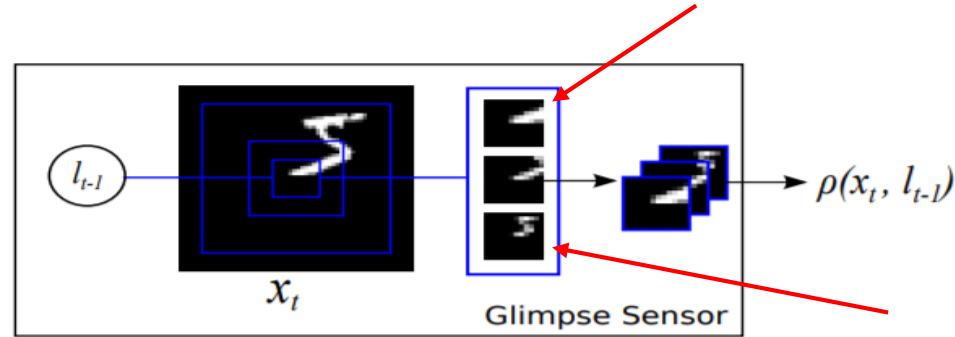 l_{t-1}
x_t
ρ(x_t, l_{t-1})
Glimpse Sensor